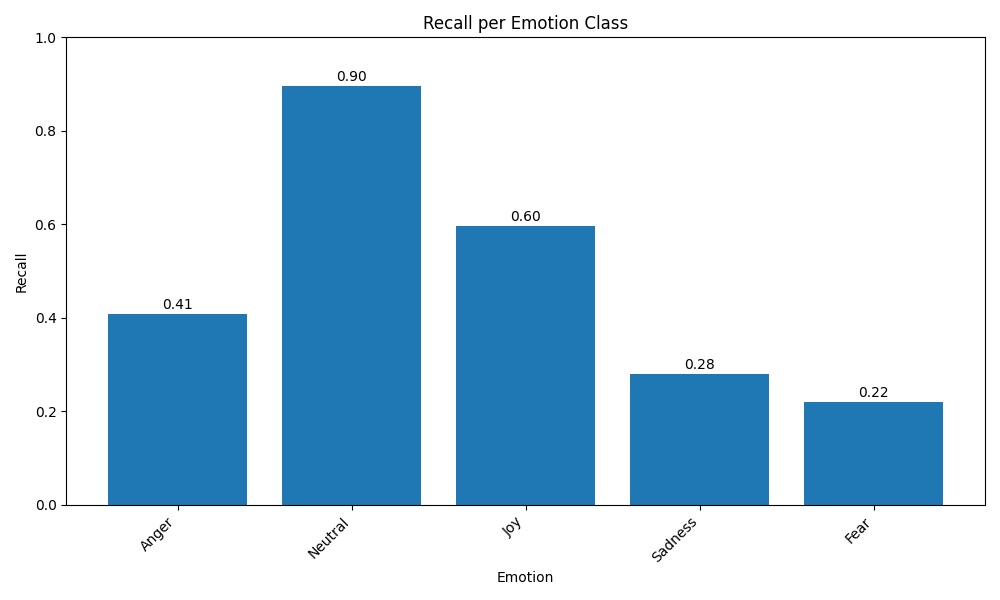 Recall per Emotion Class
1.0
0.8
0.6
0.4
0.2
0.0
Recall
0.41
0.90
0.60
0.28
0.22
Anger
Neutral
Joy
Sadness
Fear
Emotion